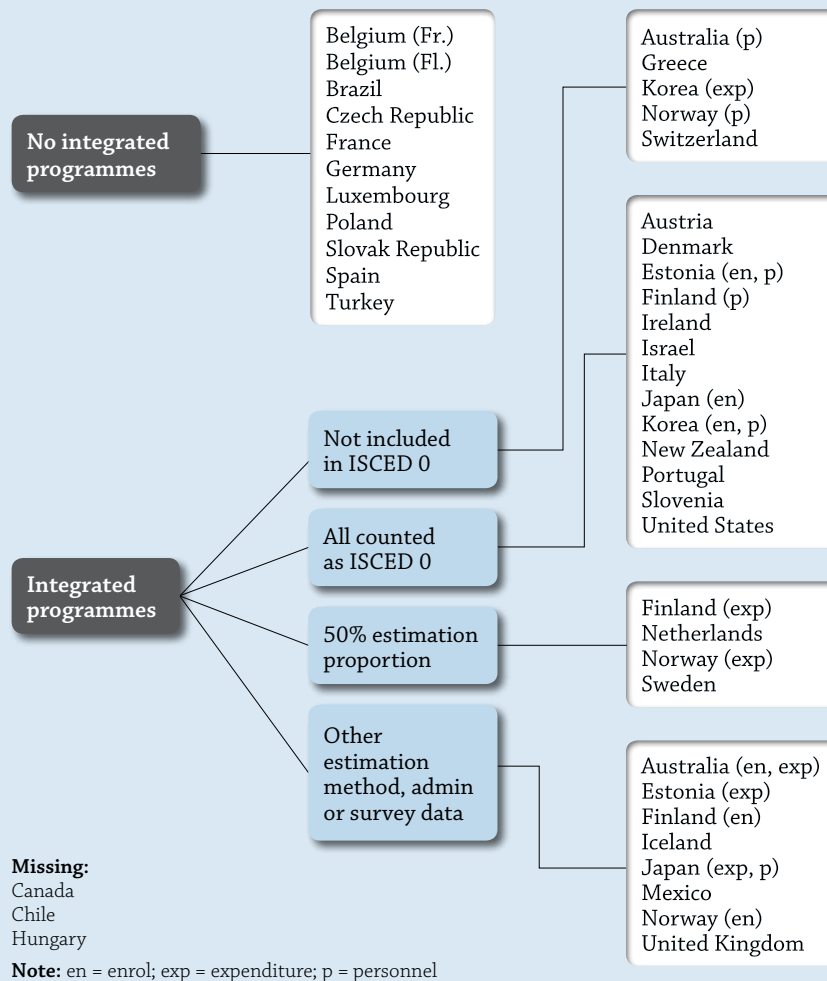 No integrated
programmes
Belgium (Fr.)
Belgium (Fl.)
Brazil
Czech Republic
France
Germany
Luxembourg
Poland
Slovak Republic
Spain
Turkey
Integrated
programmes
Not included
in ISCED 0
Australia (p)
Greece
Korea (exp)
Norway (p)
Switzerland
All counted
as ISCED 0
Austria
Denmark
Estonia (en, p)
Finland (p)
Ireland
Israel
Italy
Japan (en)
Korea (en, p)
New Zealand
Portugal
Slovenia
United States
50% estimation
proportion
Finland (exp)
Netherlands
Norway (exp)
Sweden
Other
estimation
method, admin
or survey data
Australia (en, exp)
Estonia (exp)
Finland (en)
Iceland
Japan (exp, p)
Mexico
Norway (en)
United Kingdom
Missing:
Canada
Chile
Hungary
Note: en = enrol; exp = expenditure; p = personnel